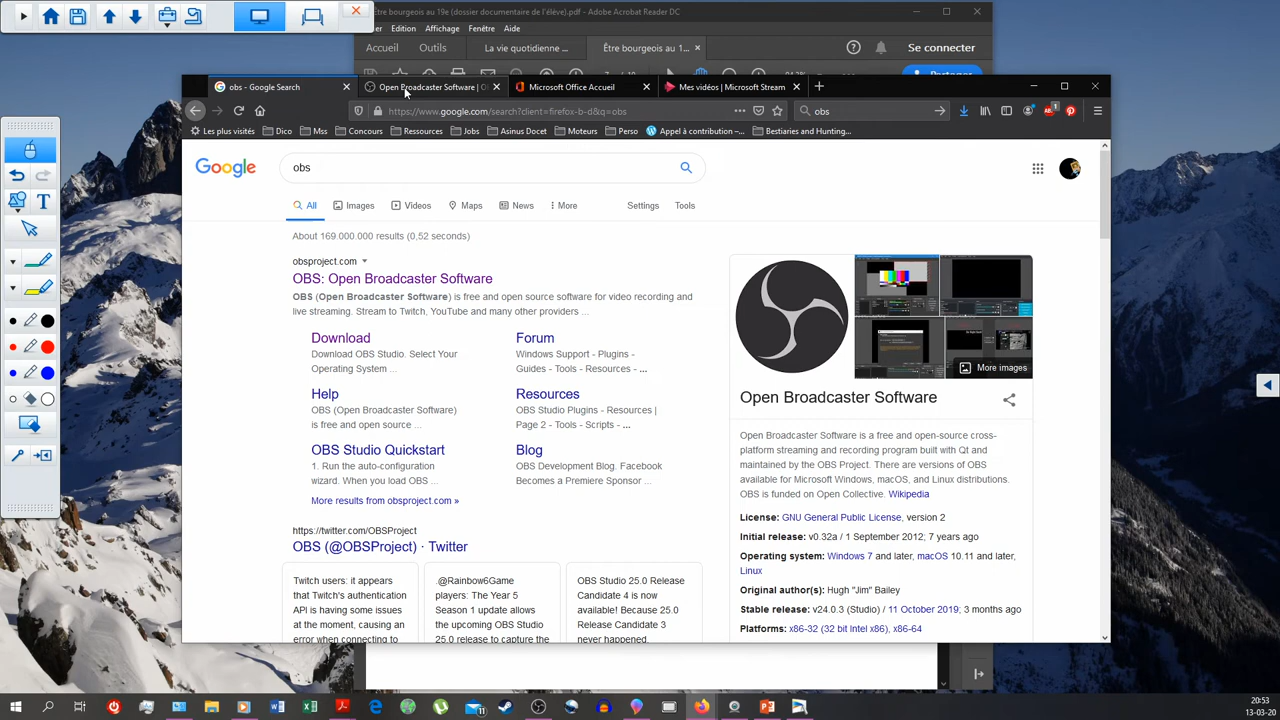 Être bourgeois au 19e (dossier documentaire de l'élève).pdf - Adobe Acrobat Reader DC
Edition Affichage Fenêtre Aide
Accueil Outils La vie quotidienne ... Être bourgeois au 1... × Se connecter
Partager
obs - Google Search Open Broadcaster Software | Microsoft Office Accueil Mes vidéos | Microsoft Stream
https://www.google.com/search?client=firefox-b-d&q=obs obs
Les plus visités Dico Mss Concours Ressources Jobs Asinus Docet Moteurs Perso Appel à contribution –... Bestiaries and Hunting...
Google obs
All Images Videos Maps News More Settings Tools
About 169.000.000 results (0,52 seconds)
obsproject.com
OBS: Open Broadcaster Software
OBS (Open Broadcaster Software) is free and open source software for video recording and
live streaming. Stream to Twitch, YouTube and many other providers ...
Download
Download OBS Studio. Select Your
Operating System ...
Forum
Windows Support - Plugins -
Guides - Tools - Resources - ...
Help
OBS (Open Broadcaster Software)
is free and open source ...
Resources
OBS Studio Plugins - Resources |
Page 2 - Tools - Scripts - ...
OBS Studio Quickstart
1. Run the auto-configuration
wizard. When you load OBS ...
Blog
OBS Development Blog. Facebook
Becomes a Premiere Sponsor ...
More results from obsproject.com »
https://twitter.com/OBSProject
OBS (@OBSProject) · Twitter
Twitch users: it appears
that Twitch's authentication
API is having some issues
at the moment, causing an
error when connecting to
.@Rainbow6Game
players: The Year 5
Season 1 update allows
the upcoming OBS Studio
25.0 release to capture the
OBS Studio 25.0 Release
Candidate 4 is now
available! Because 25.0
Release Candidate 3
never happened.
More images
Open Broadcaster Software
Open Broadcaster Software is a free and open-source cross-
platform streaming and recording program built with Qt and
maintained by the OBS Project. There are versions of OBS
available for Microsoft Windows, macOS, and Linux distributions.
OBS is funded on Open Collective. Wikipedia
License: GNU General Public License, version 2
Initial release: v0.32a / 1 September 2012; 7 years ago
Operating system: Windows 7 and later, macOS 10.11 and later,
Linux
Original author(s): Hugh "Jim" Bailey
Stable release: v24.0.3 (Studio) / 11 October 2019; 3 months ago
Platforms: x86-32 (32 bit Intel x86), x86-64
20:53
13-03-20